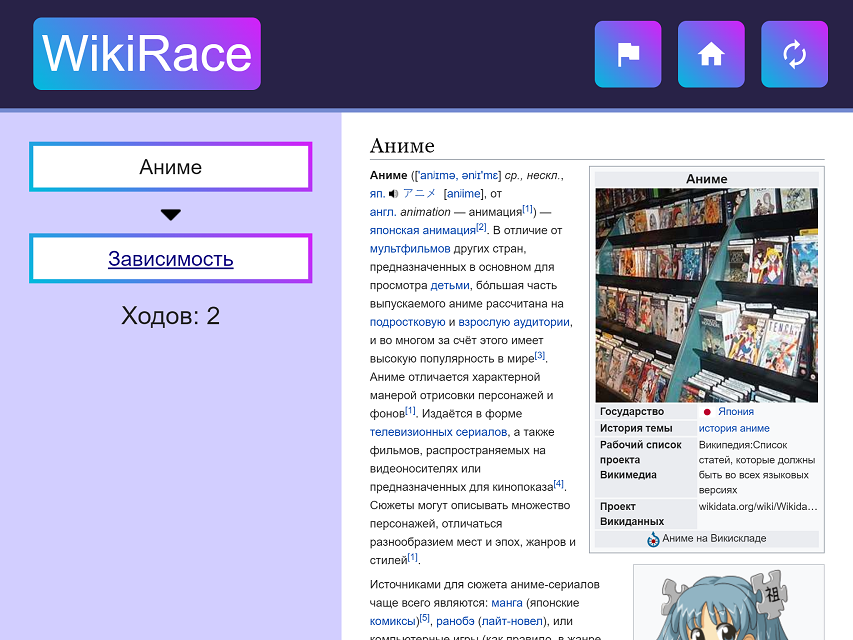 WikiRace
Аниме
Зависимость
Ходов: 2
Аниме
Аниме (['anɪmə, əni'mɛ] ср., нескл.,
яп. アニメ [aɲime], от
англ. animation — анимация[1]) —
японская анимация[2]. В отличие от
мультфильмов других стран,
предназначенных в основном для
просмотра детьми, бо́льшая часть
выпускаемого аниме рассчитана на
подростковую и взрослую аудитории,
и во многом за счёт этого имеет
высокую популярность в мире[3].
Аниме отличается характерной
манерой отрисовки персонажей и
фонов[1]. Издаётся в форме
телевизионных сериалов, а также
фильмов, распространяемых на
видеоносителях или
предназначенных для кинопоказа[4].
Сюжеты могут описывать множество
персонажей, отличаться
разнообразием мест и эпох, жанров и
стилей[1].
Источниками для сюжета аниме-сериалов
чаще всего являются: манга (японские
комиксы)[5], ранобэ (лайт-новел), или
компьютерные игры (как правило, в жанре
Аниме
Государство Япония
История темы история аниме
Рабочий список Википедия:Список
проекта статей, которые должны
Викимедиа быть во всех языковых
версиях
Проект wikidata.org/wiki/Wikida…
Викиданных
Аниме на Викискладе
祖